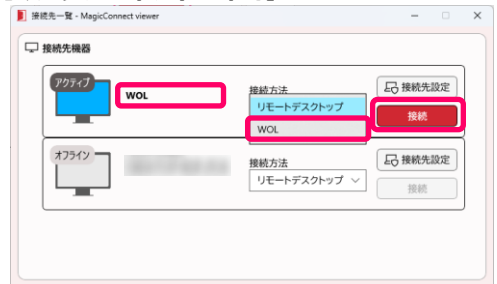 接続先一覧 - MagicConnect viewer
接続先機器
アクティブ
WOL
接続方法
リモートデスクトップ
WOL
接続先設定
接続
オフライン
接続方法
リモートデスクトップ
接続先設定
接続